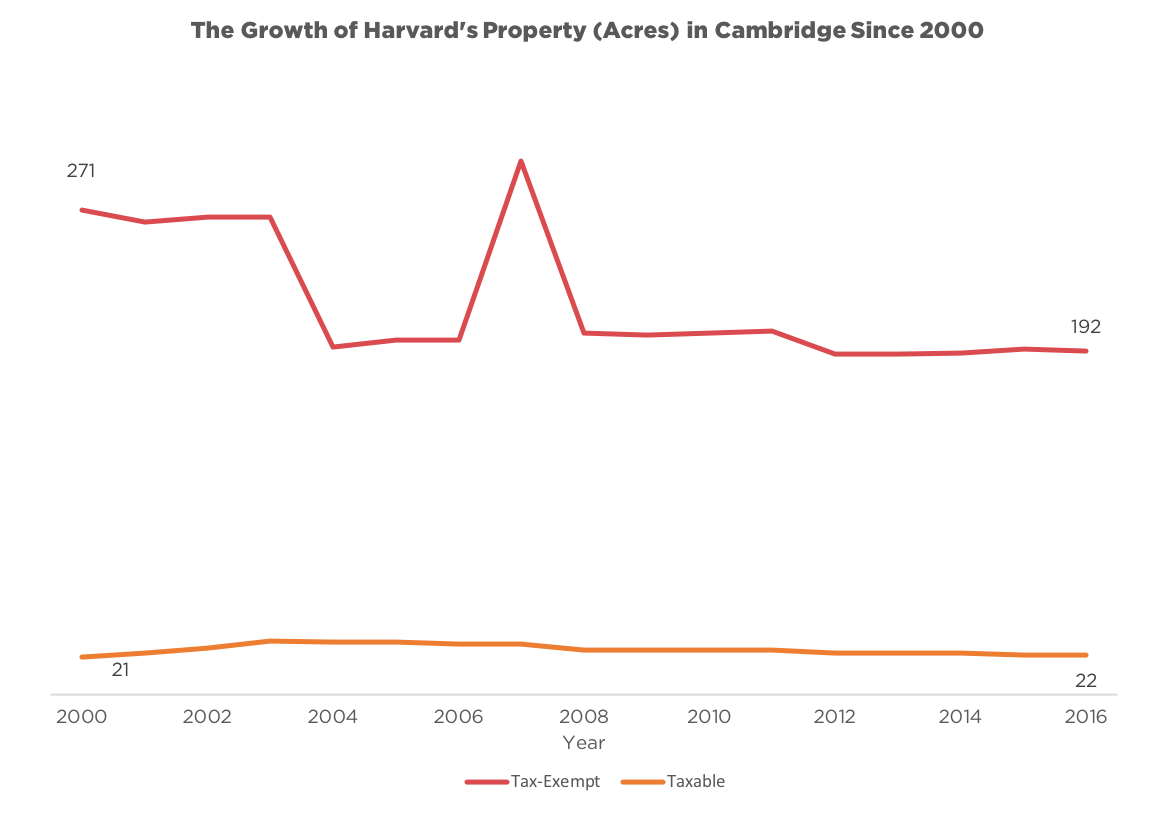 The Growth of Harvard's Property (Acres) in Cambridge Since 2000
271
192
21
22
2000 2002 2004 2006 2008 2010 2012 2014 2016
Year
Tax-Exempt Taxable